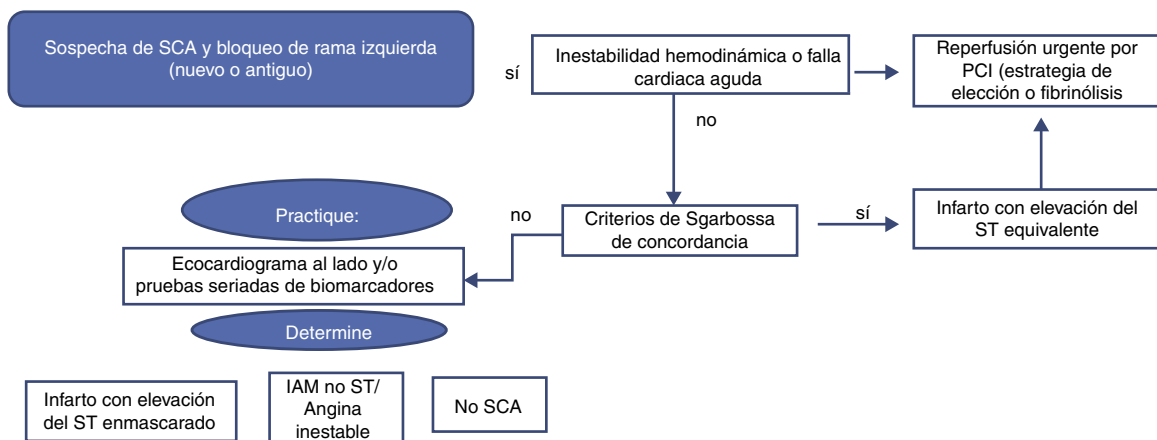 Sospecha de SCA y bloqueo de rama izquierda
(nuevo o antiguo)
sí
Inestabilidad hemodinámica o falla
cardiaca aguda
Reperfusión urgente por
PCI (estrategia de
elección o fibrinólisis
no
Practique:
no
Criterios de Sgarbossa
de concordancia
sí
Infarto con elevación del
ST equivalente
Ecocardiograma al lado y/o
pruebas seriadas de biomarcadores
Determine
Infarto con elevación
del ST enmascarado
IAM no ST/
Angina
inestable
No SCA